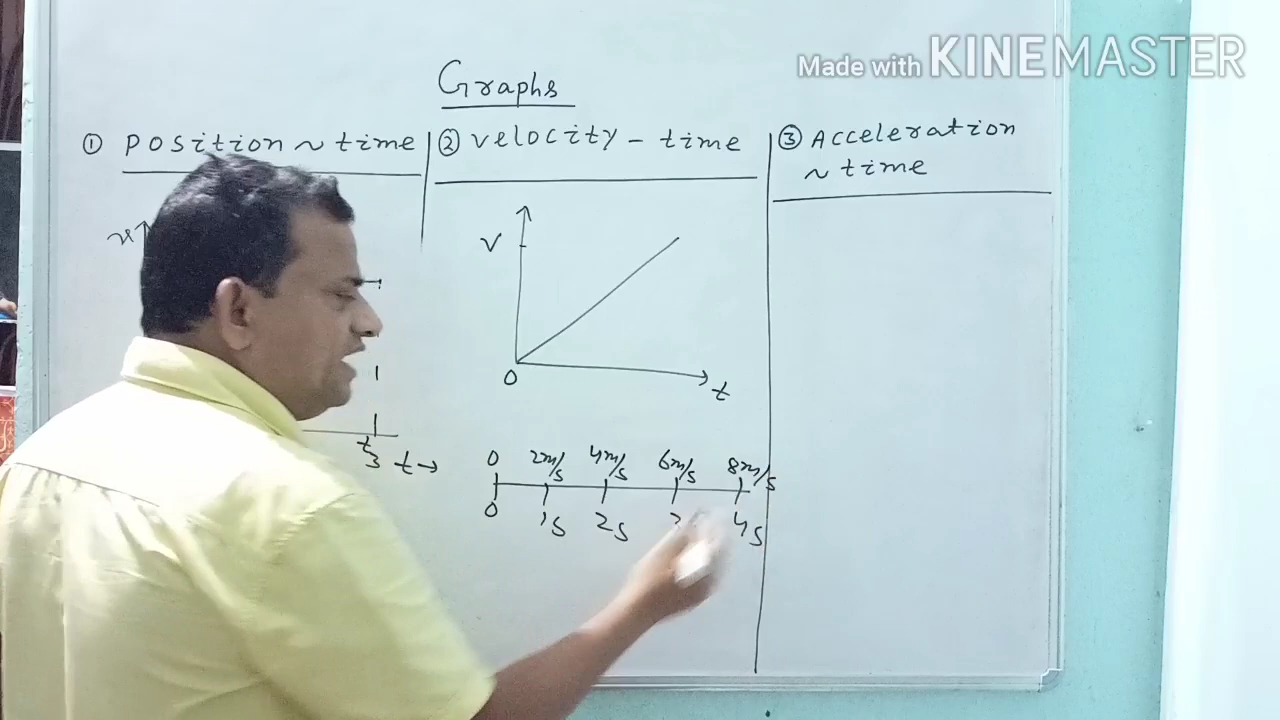 Made with KINEMASTER
Graphs
① Position ~ time
② Velocity - time
③ Acceleration
~ time
v
t
0
t3 t →
0 2m/s 4m/s 6m/s 8m/s
0 1s 2s 4s